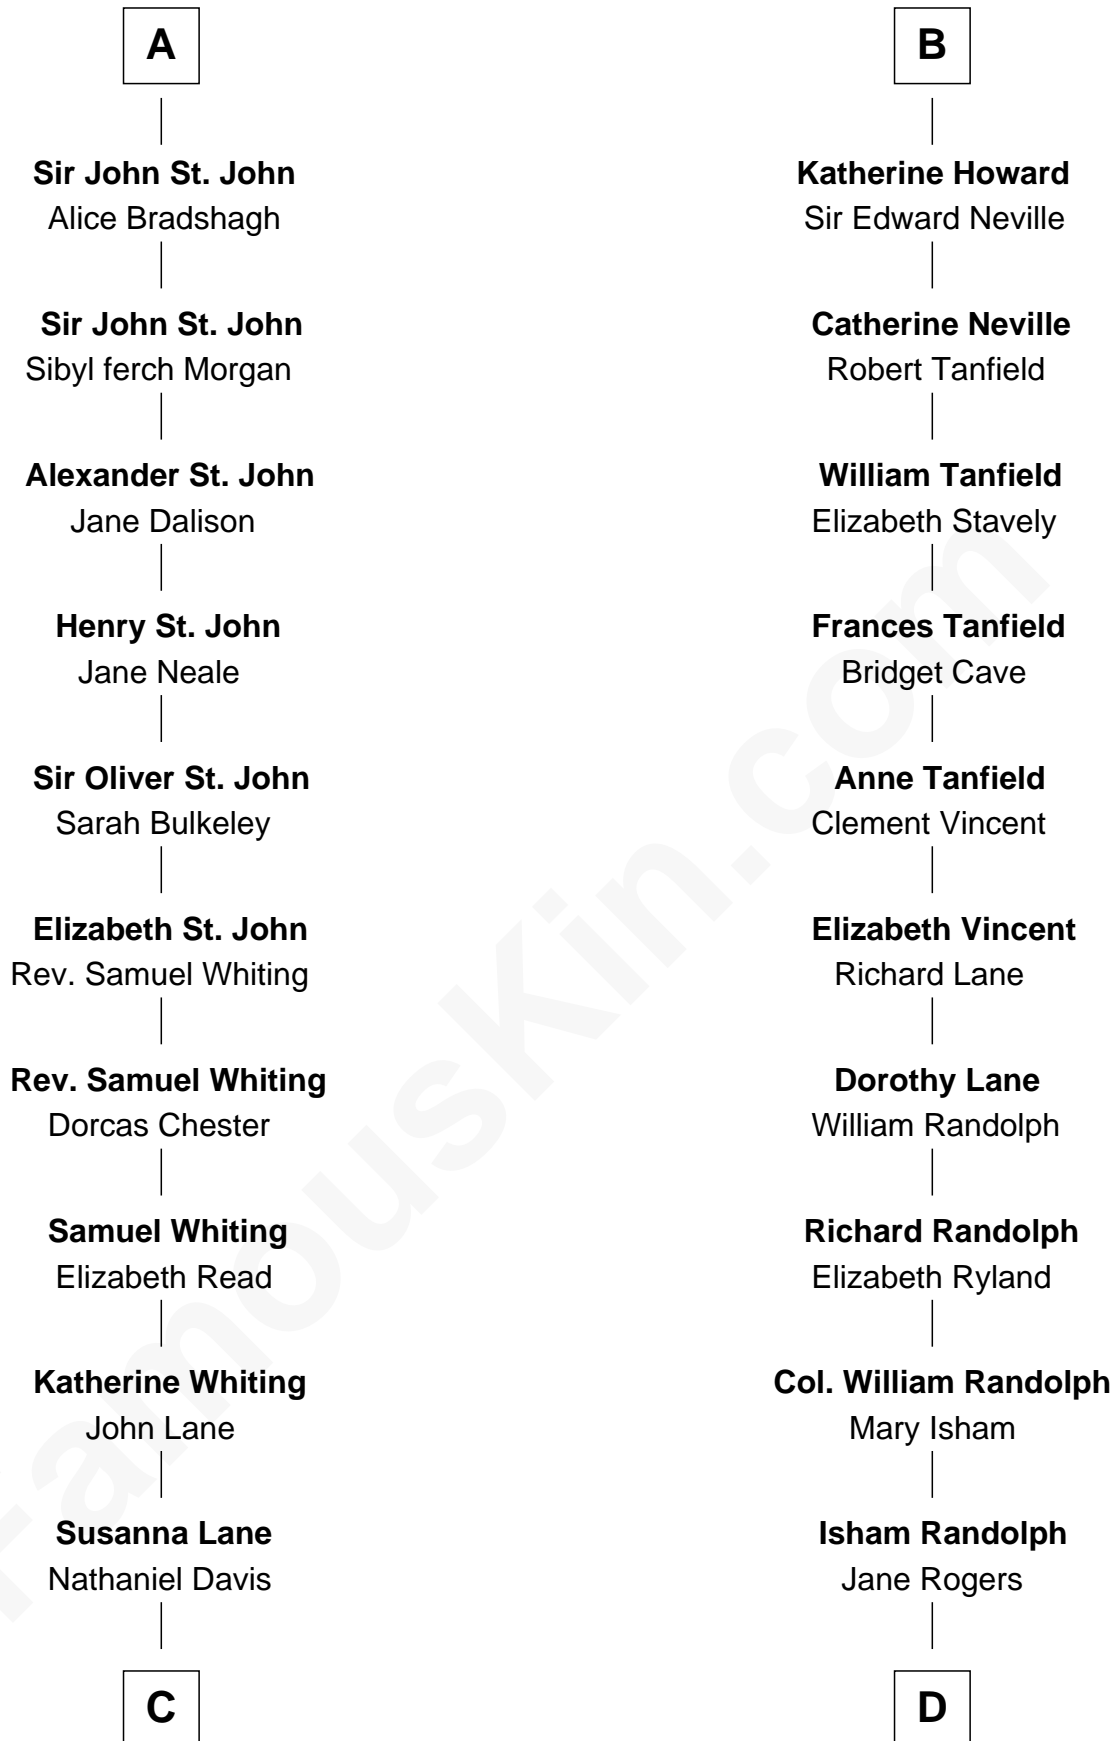 A
Sir John St. John
Alice Bradshagh
Sir John St. John
Sibyl ferch Morgan
Alexander St. John
Jane Dalison
Henry St. John
Jane Neale
Sir Oliver St. John
Sarah Bulkeley
Elizabeth St. John
Rev. Samuel Whiting
Rev. Samuel Whiting
Dorcas Chester
Samuel Whiting
Elizabeth Read
Katherine Whiting
John Lane
Susanna Lane
Nathaniel Davis
C
B
Katherine Howard
Sir Edward Neville
Catherine Neville
Robert Tanfield
William Tanfield
Elizabeth Stavely
Frances Tanfield
Bridget Cave
Anne Tanfield
Clement Vincent
Elizabeth Vincent
Richard Lane
Dorothy Lane
William Randolph
Richard Randolph
Elizabeth Ryland
Col. William Randolph
Mary Isham
Isham Randolph
Jane Rogers
D
FamousKin.com